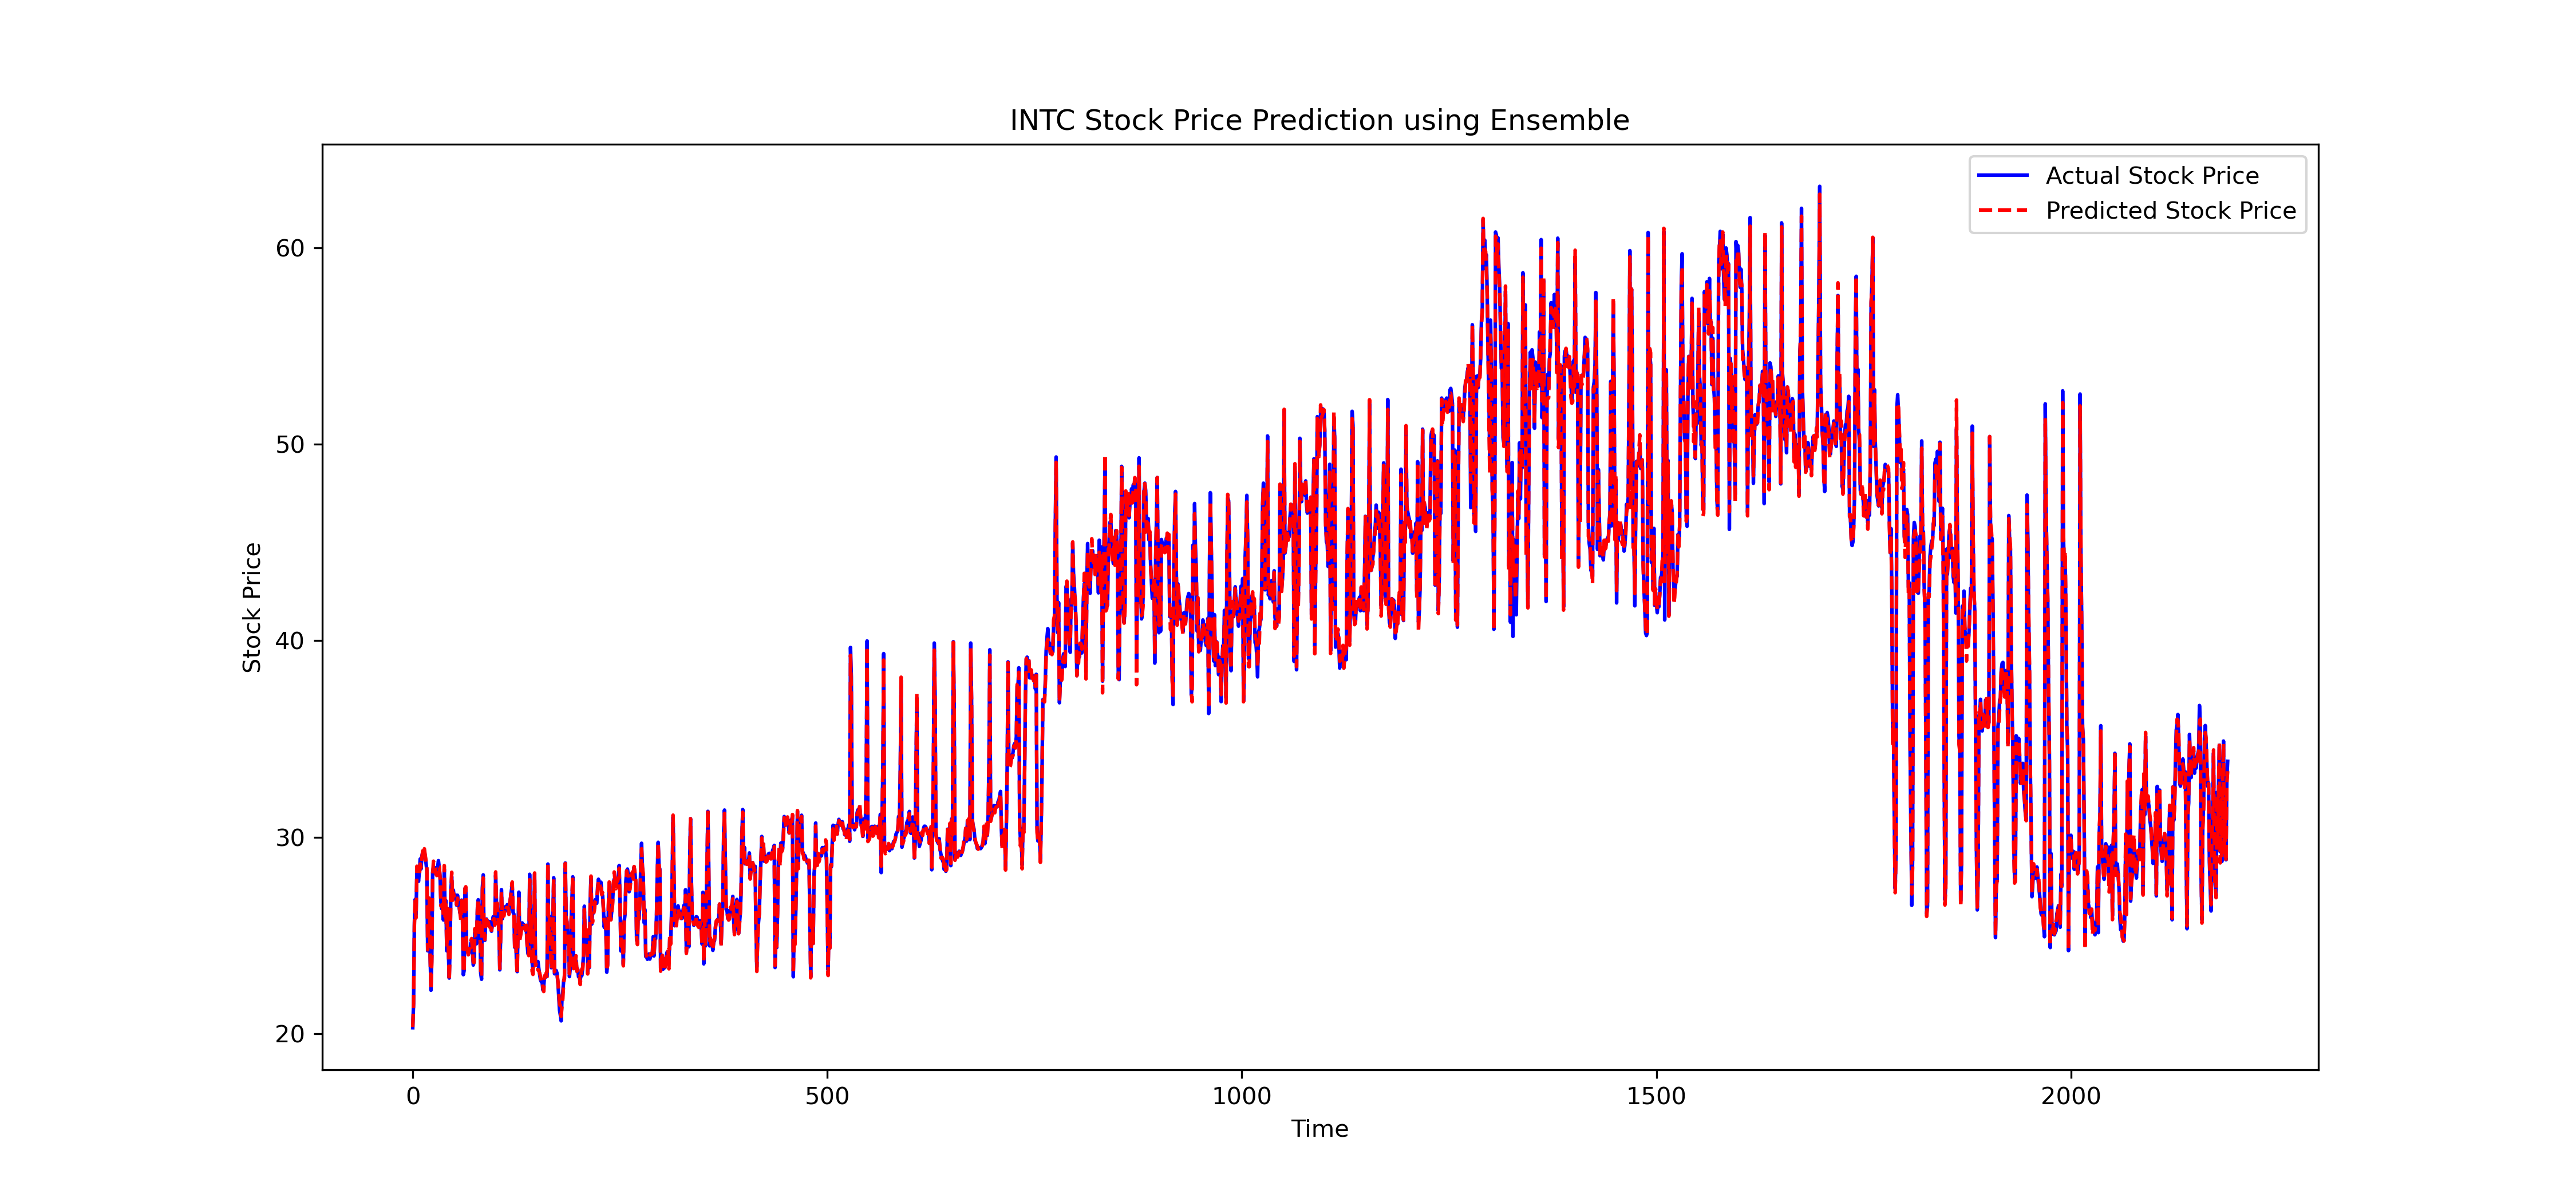 INTC Stock Price Prediction using Ensemble
Actual Stock Price
Predicted Stock Price
Stock Price
60
50
40
30
20
0
500
1000
1500
2000
Time